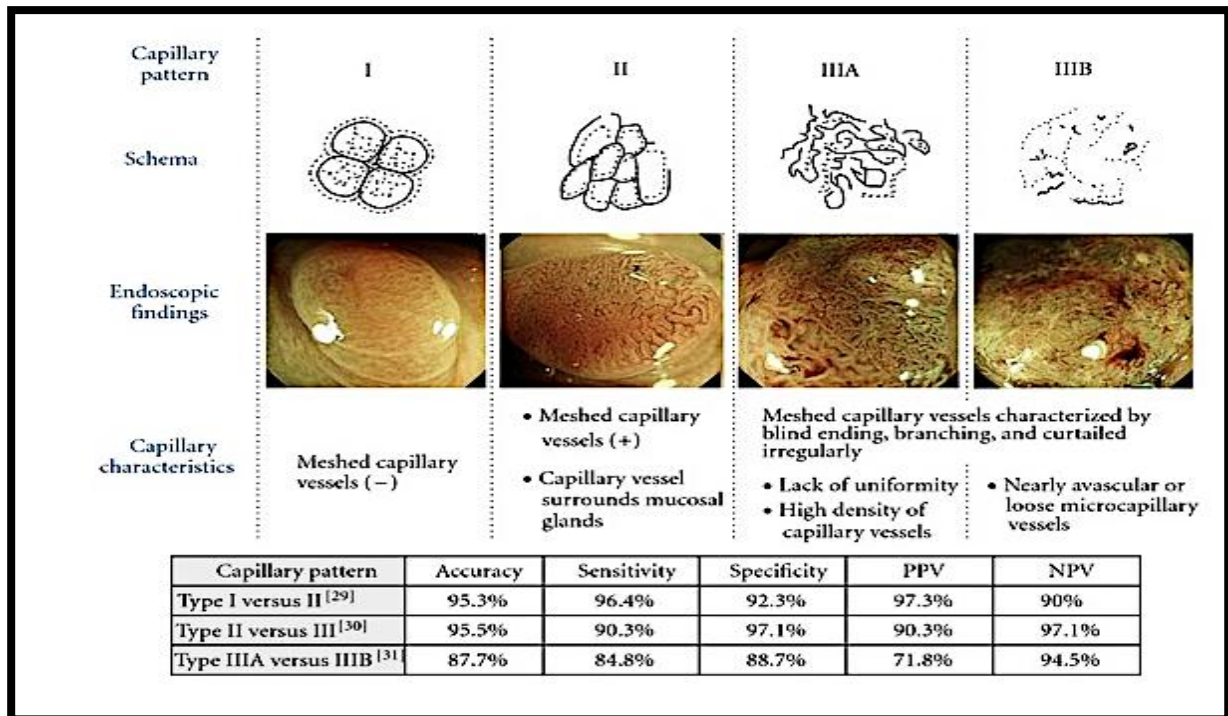 Capillary
pattern
I
II
IIIA
IIIB
Schema
Endoscopic
findings
Capillary
characteristics
Meshed capillary
vessels (−)
• Meshed capillary
vessels (+)
• Capillary vessel
surrounds mucosal
glands
Meshed capillary vessels characterized by
blind ending, branching, and curtailed
irregularly
• Lack of uniformity
• High density of
capillary vessels
• Nearly avascular or
loose microcapillary
vessels
Capillary pattern Accuracy Sensitivity Specificity PPV NPV
Type I versus II [29] 95.3% 96.4% 92.3% 97.3% 90%
Type II versus III [30] 95.5% 90.3% 97.1% 90.3% 97.1%
Type IIIA versus IIIB [31] 87.7% 84.8% 88.7% 71.8% 94.5%